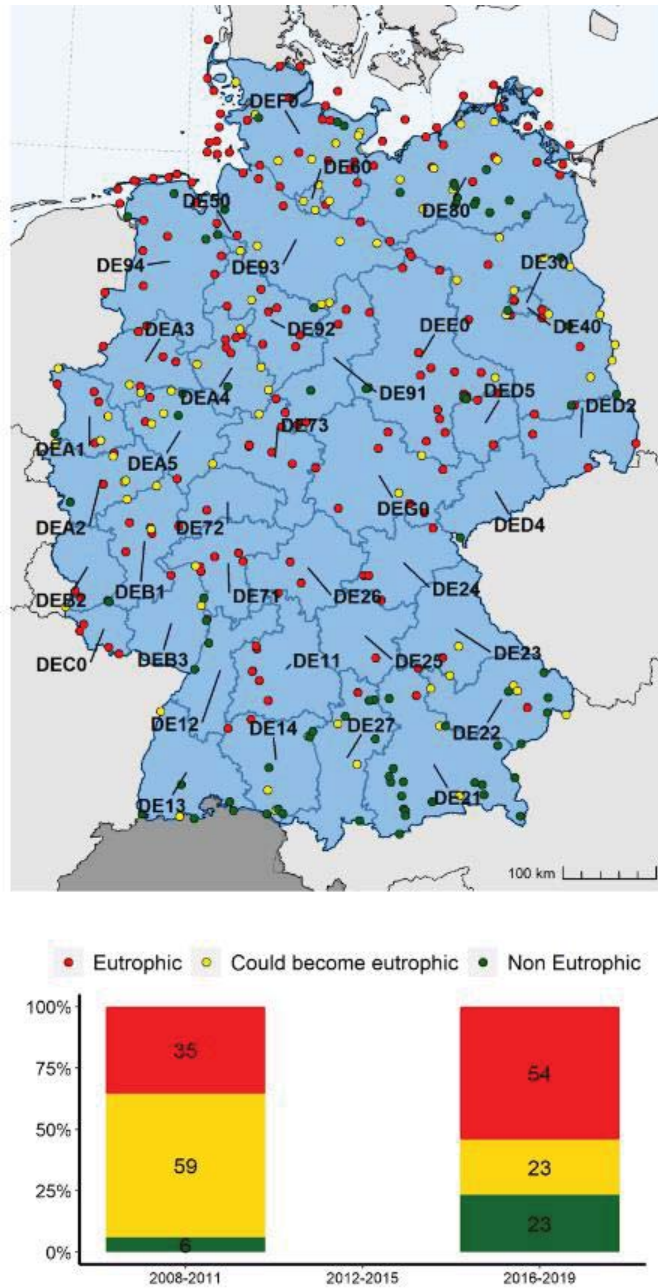 DEF0
DE60
DE50
DE80
DE94
DE93
DE30
DEA3
DE92
DEE0
DE40
DEA4
DE91
DED5
DED2
DEA1
DE73
DEA5
DEA2
DEG0
DED4
DE72
DEB2
DEB1
DE71
DE26
DE24
DEC0
DEB3
DE11
DE25
DE23
DE12
DE14
DE27
DE22
DE13
DE21
100 km
Eutrophic Could become eutrophic Non Eutrophic
100%
35
54
75%
50%
59
23
25%
23
6
0%
2008-2011 2012-2015 2016-2019